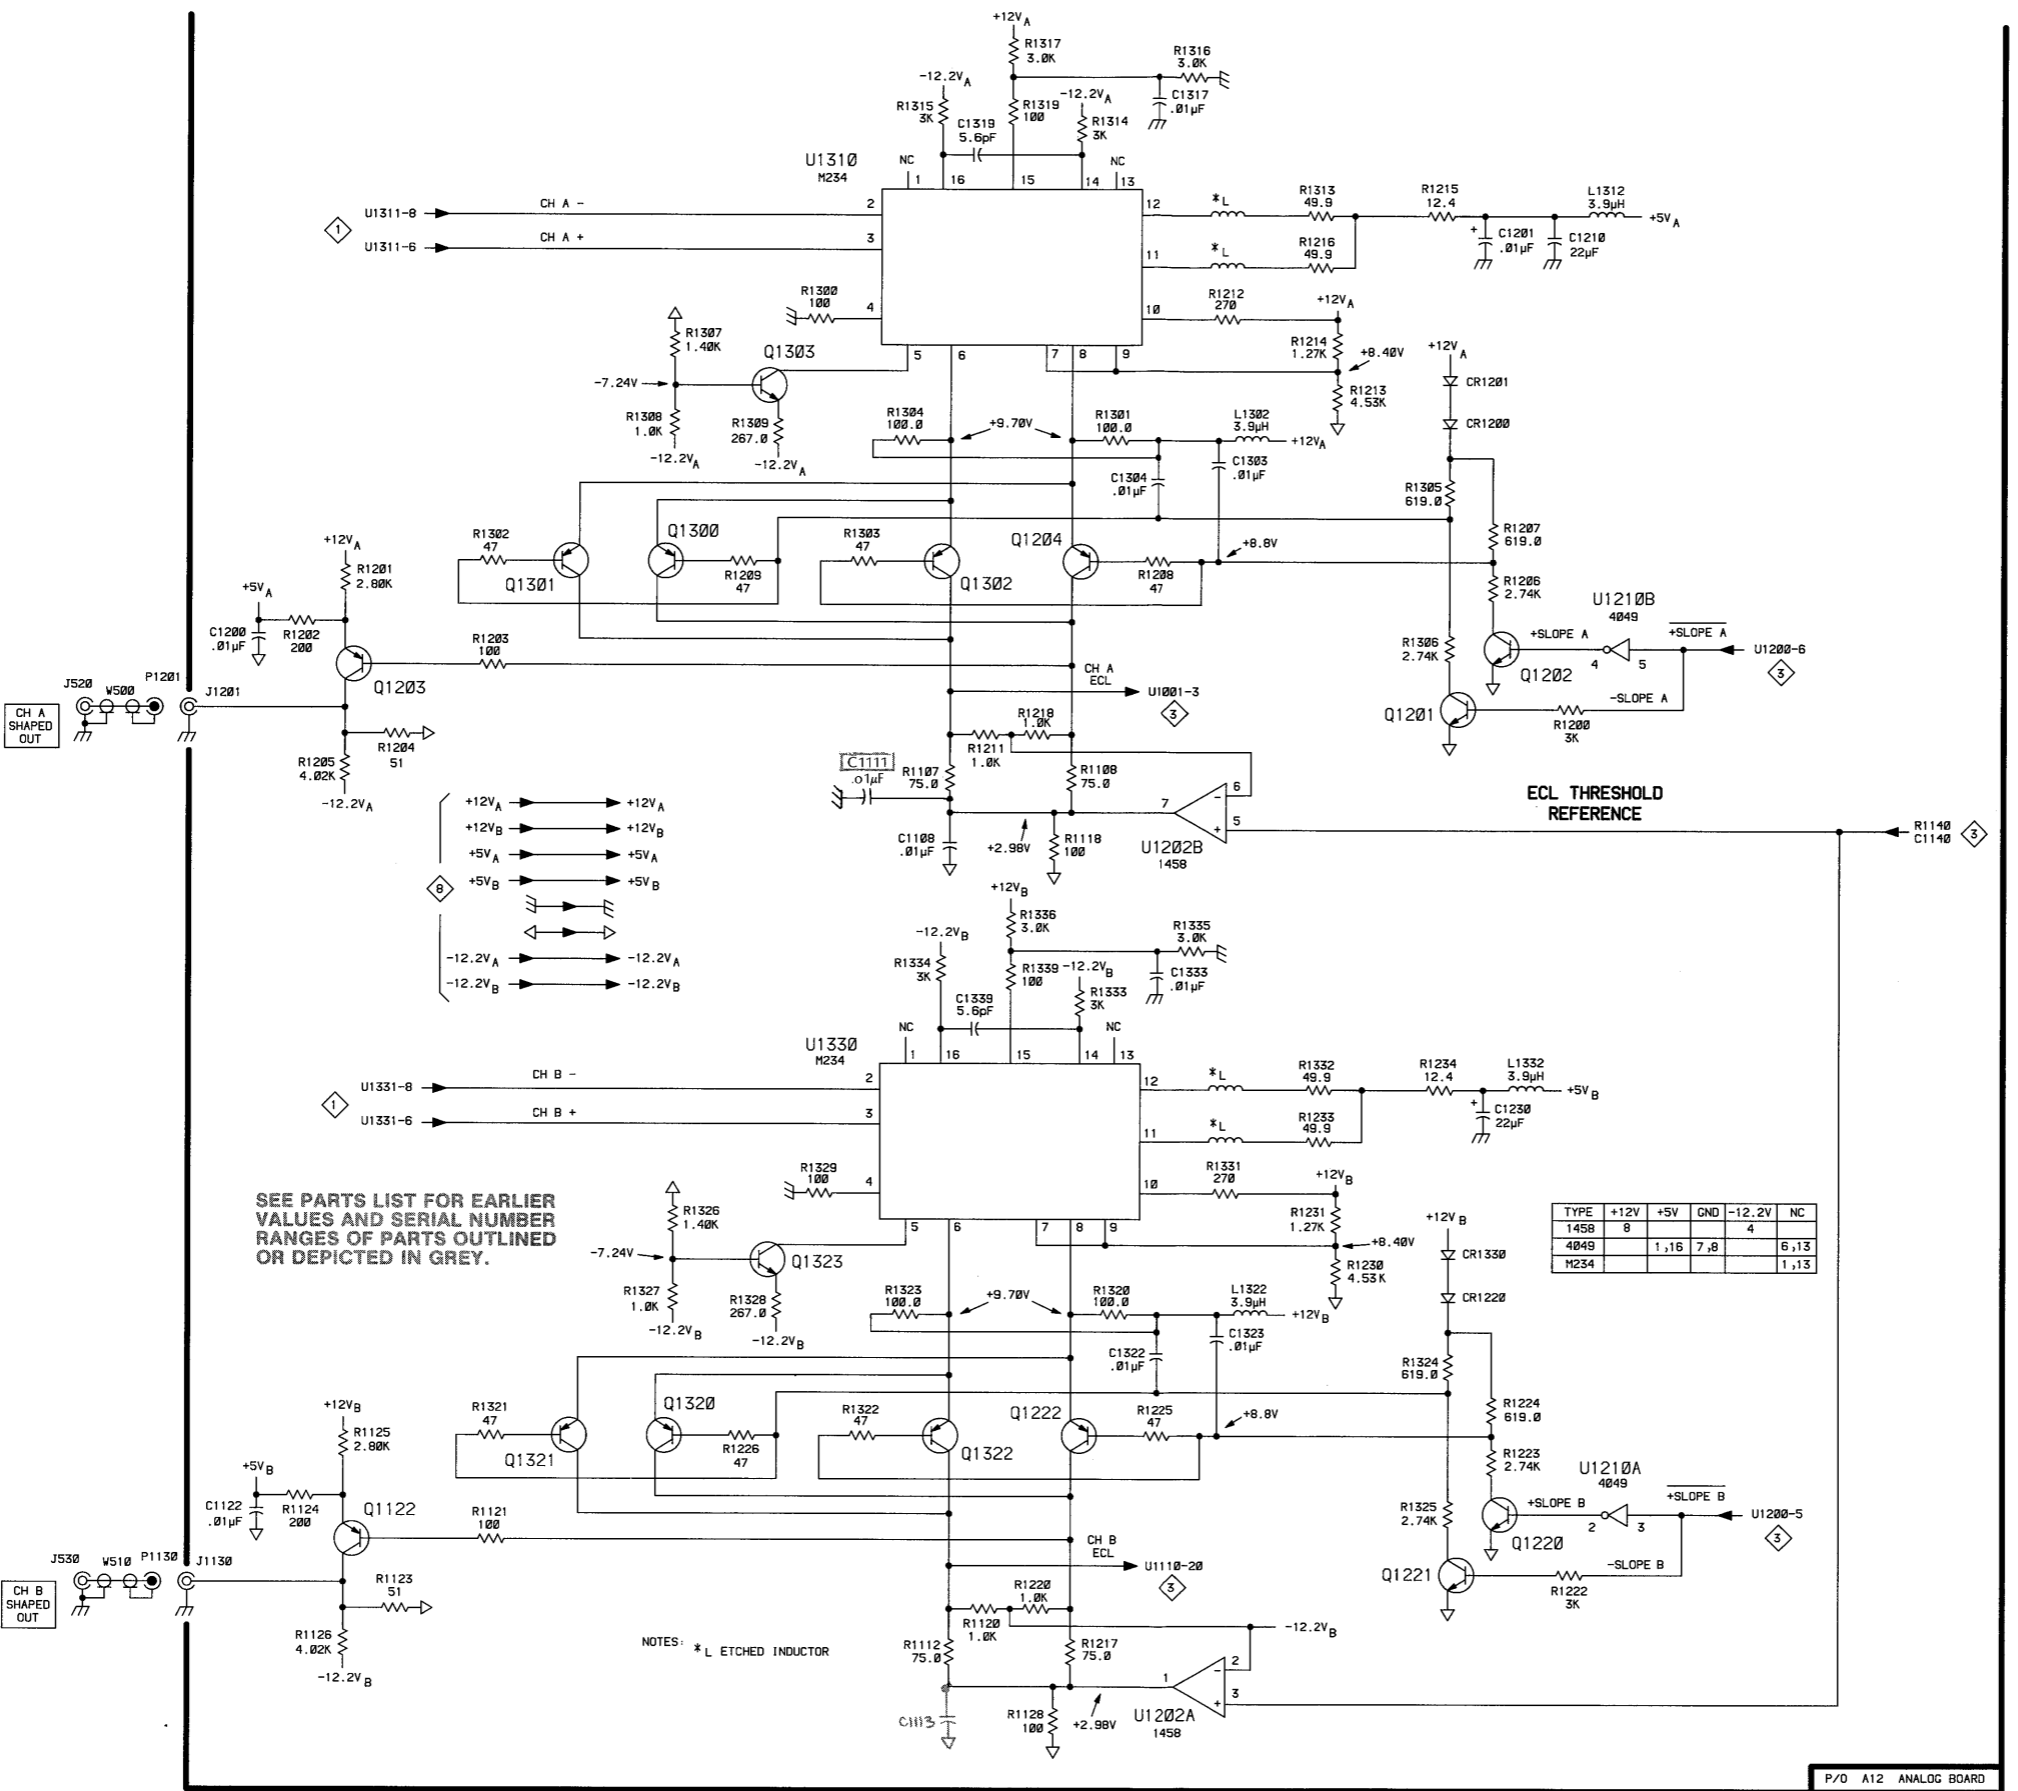 +12VA
R1317
3.0K
R1316
3.0K
-12.2VA
-12.2VA
C1317
.01µF
R1315
3K
R1319
100
R1314
3K
C1319
5.6pF
U1310
M234
NC
NC
1
16
15
14
13
U1311-8
CH A -
2
1
U1311-6
CH A +
3
12
*L
R1313
49.9
R1215
12.4
L1312
3.9µH
+5VA
+
C1201
.01µF
C1210
22µF
11
*L
R1216
49.9
R1300
100
4
10
R1212
270
+12VA
5
6
7
8
9
R1307
1.40K
Q1303
-7.24V
R1308
1.0K
R1309
267.0
-12.2VA
-12.2VA
R1214
1.27K
+8.40V
R1213
4.53K
+12VA
CR1201
CR1200
R1304
100.0
+9.70V
R1301
100.0
L1302
3.9µH
+12VA
C1304
.01µF
C1303
.01µF
R1305
619.0
R1207
619.0
R1302
47
Q1301
Q1300
R1209
47
R1303
47
Q1302
Q1204
R1208
47
+8.8V
R1206
2.74K
+12VA
R1201
2.80K
+5VA
C1200
.01µF
R1202
200
R1203
100
Q1203
U1210B
4049
+SLOPE A
+SLOPE A
4
5
U1200-6
3
R1306
2.74K
Q1202
Q1201
-SLOPE A
R1200
3K
J520
W500
P1201
J1201
CH A
SHAPED
OUT
R1204
51
R1205
4.02K
-12.2VA
CH A
ECL
U1001-3
3
R1218
1.0K
R1211
1.0K
C1111
.01µF
R1107
75.0
R1108
75.0
C1108
.01µF
+2.98V
R1118
100
7
6
-
5
+
U1202B
1458
ECL THRESHOLD
REFERENCE
R1140
C1140
3
+12VA
+12VA
+12VB
+12VB
+5VA
+5VA
+5VB
+5VB
8
-12.2VA
-12.2VA
-12.2VB
-12.2VB
+12VB
R1336
3.0K
R1335
3.0K
-12.2VB
-12.2VB
C1333
.01µF
R1334
3K
R1339
100
R1333
3K
C1339
5.6pF
U1330
M234
NC
NC
1
16
15
14
13
U1331-8
CH B -
2
1
U1331-6
CH B +
3
12
*L
R1332
49.9
R1234
12.4
L1332
3.9µH
+5VB
+
C1230
22µF
11
*L
R1233
49.9
R1329
100
4
10
R1331
270
+12VB
5
6
7
8
9
SEE PARTS LIST FOR EARLIER
VALUES AND SERIAL NUMBER
RANGES OF PARTS OUTLINED
OR DEPICTED IN GREY.
R1326
1.40K
Q1323
-7.24V
R1327
1.0K
R1328
267.0
-12.2VB
-12.2VB
R1231
1.27K
+8.40V
R1230
4.53K
+12VB
CR1330
CR1220
TYPE +12V +5V GND -12.2V NC
1458 8 4
4049 1,16 7,8 6,13
M234 1,13
R1323
100.0
+9.70V
R1320
100.0
L1322
3.9µH
+12VB
C1322
.01µF
C1323
.01µF
R1324
619.0
R1224
619.0
R1321
47
Q1321
Q1320
R1226
47
R1322
47
Q1322
Q1222
R1225
47
+8.8V
R1223
2.74K
+12VB
R1125
2.80K
+5VB
C1122
.01µF
R1124
200
Q1122
R1121
100
U1210A
4049
+SLOPE B
+SLOPE B
2
3
U1200-5
3
R1325
2.74K
Q1220
Q1221
-SLOPE B
R1222
3K
J530
W510
P1130
J1130
CH B
SHAPED
OUT
R1123
51
R1126
4.02K
-12.2VB
CH B
ECL
U1110-20
3
R1220
1.0K
R1120
1.0K
-12.2VB
NOTES: *L ETCHED INDUCTOR
R1112
75.0
R1217
75.0
C1113
R1128
100
+2.98V
1
2
-
3
+
U1202A
1458
P/O A12 ANALOG BOARD